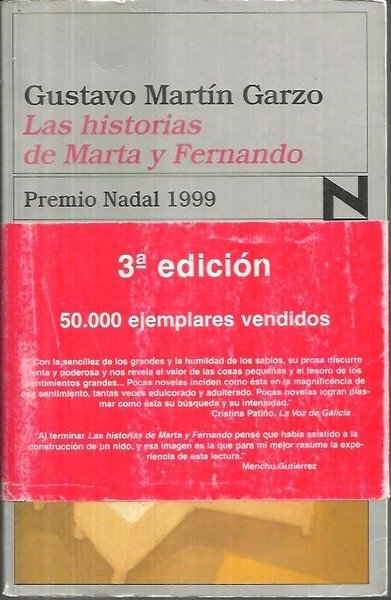 Gustavo Martín Garzo
Las historias
de Marta y Fernando
Premio Nadal 1999
N
3ª edición
50.000 ejemplares vendidos
"Con la sencillez de los grandes y la humildad de los sabios, su prosa discurre
lenta y poderosa y nos revela el valor de las cosas pequeñas y el tesoro de los
sentimientos grandes... Pocas novelas inciden como ésta en la magnificencia de
ese sentimiento, tantas veces edulcorado y adulterado. Pocas novelas logran plas-
mar como ésta su búsqueda y su intensidad."
Cristina Patiño, La Voz de Galicia
"Al terminar Las historias de Marta y Fernando pensé que había asistido a la
construcción de un nido, y esa imagen es la que para mí mejor resume la expe-
riencia de esta lectura."
Menchu Gutiérrez